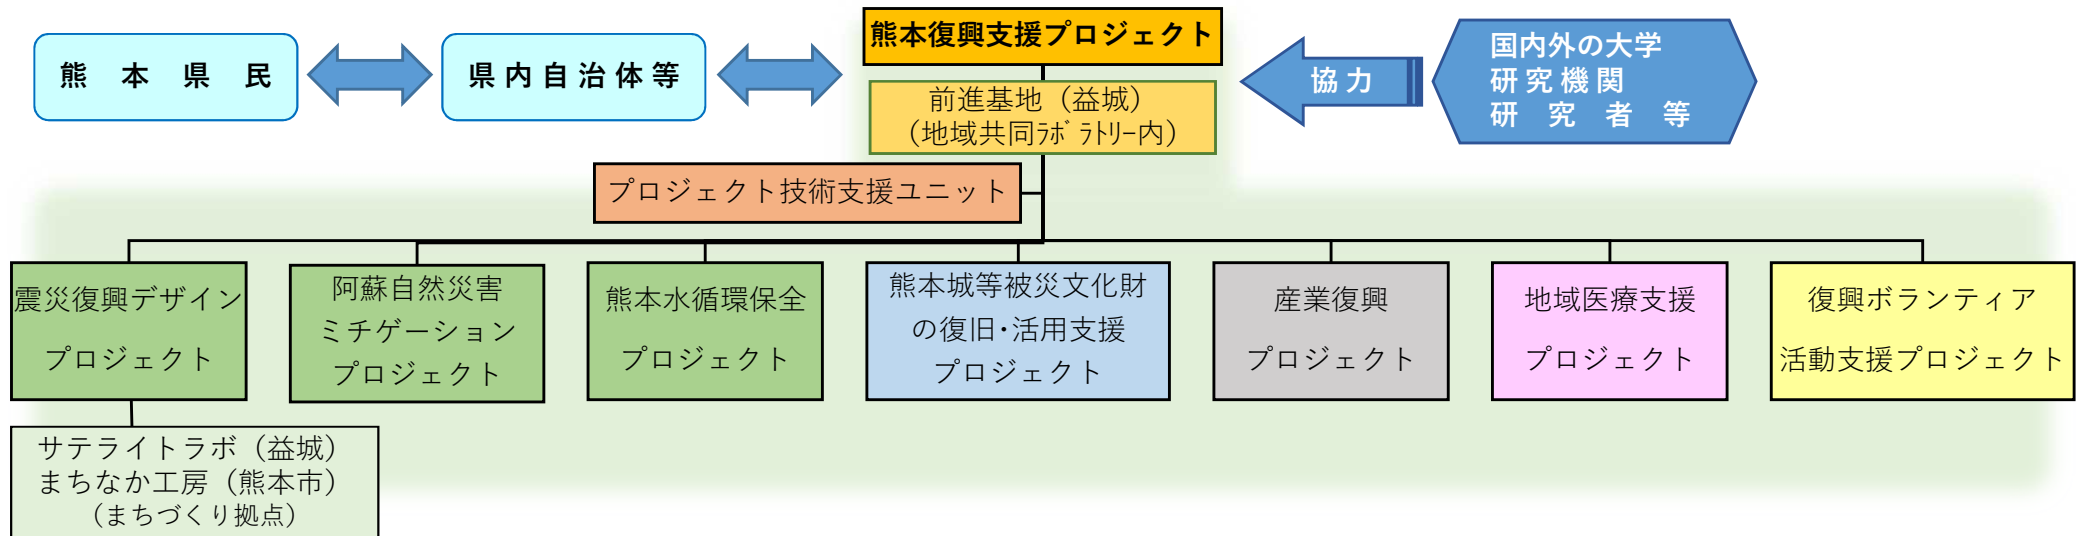 熊本復興支援プロジェクト
熊本県民
県内自治体等
協力
国内外の大学
研究機関
研究者等
前進基地（益城）
（地域共同ﾗﾎﾞﾗﾄﾘｰ内）
プロジェクト技術支援ユニット
震災復興デザイン
プロジェクト
阿蘇自然災害
ミチゲーション
プロジェクト
熊本水循環保全
プロジェクト
熊本城等被災文化財
の復旧･活用支援
プロジェクト
産業復興
プロジェクト
地域医療支援
プロジェクト
復興ボランティア
活動支援プロジェクト
サテライトラボ（益城）
まちなか工房（熊本市）
（まちづくり拠点）